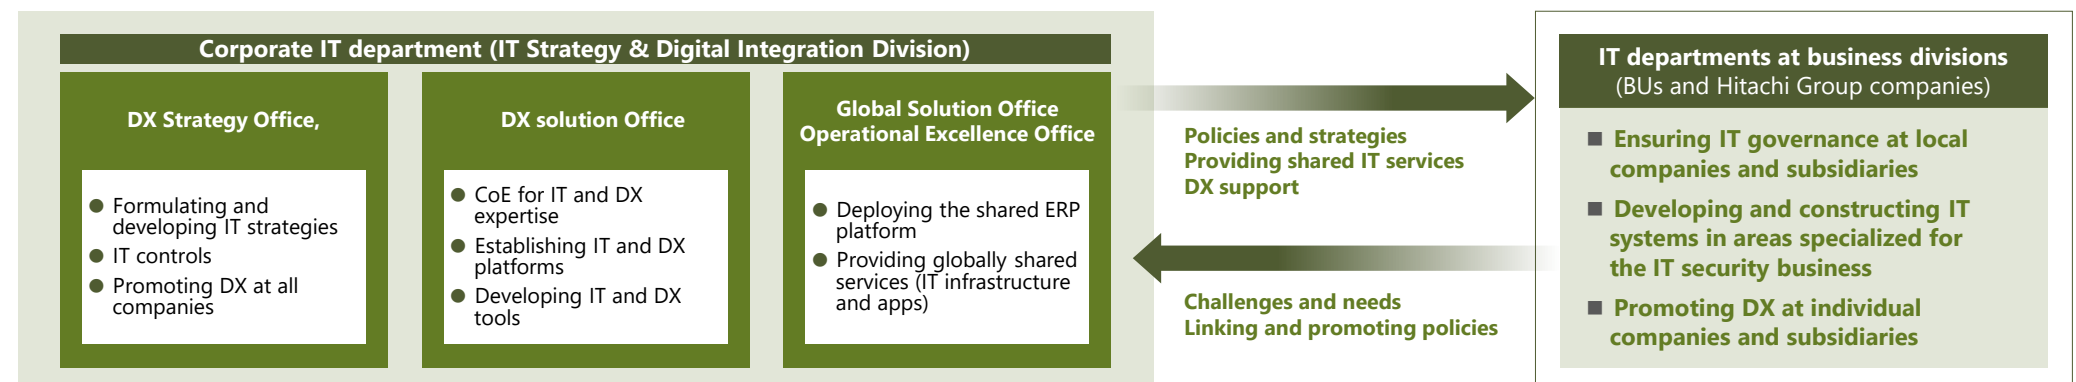 Corporate IT department (IT Strategy & Digital Integration Division)
DX Strategy Office,
● Formulating and
developing IT strategies
● IT controls
● Promoting DX at all
companies
DX solution Office
● CoE for IT and DX
expertise
● Establishing IT and DX
platforms
● Developing IT and DX
tools
Global Solution Office
Operational Excellence Office
● Deploying the shared ERP
platform
● Providing globally shared
services (IT infrastructure
and apps)
Policies and strategies
Providing shared IT services
DX support
Challenges and needs
Linking and promoting policies
IT departments at business divisions
(BUs and Hitachi Group companies)
■ Ensuring IT governance at local
companies and subsidiaries
■ Developing and constructing IT
systems in areas specialized for
the IT security business
■ Promoting DX at individual
companies and subsidiaries